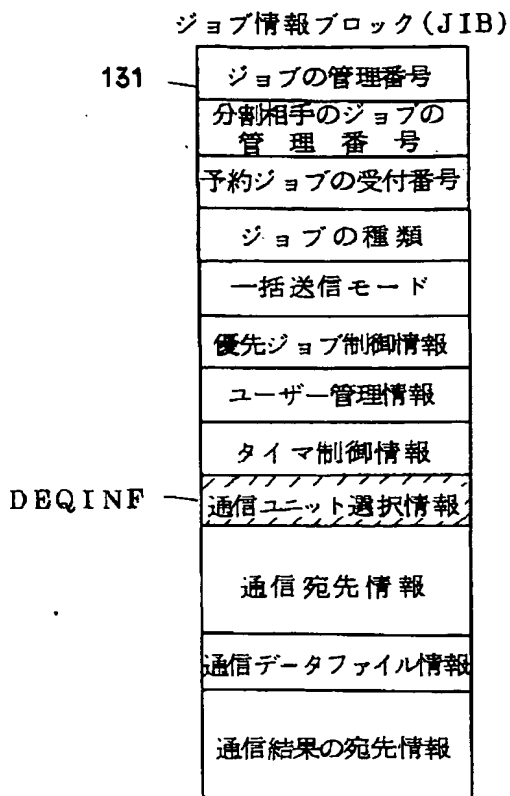 ジョブ情報ブロック(JIB)
131
ジョブの管理番号
分割相手のジョブの
管理番号
予約ジョブの受付番号
ジョブの種類
一括送信モード
優先ジョブ制御情報
ユーザー管理情報
タイマ制御情報
DEQINF
通信ユニット選択情報
通信宛先情報
通信データファイル情報
通信結果の宛先情報